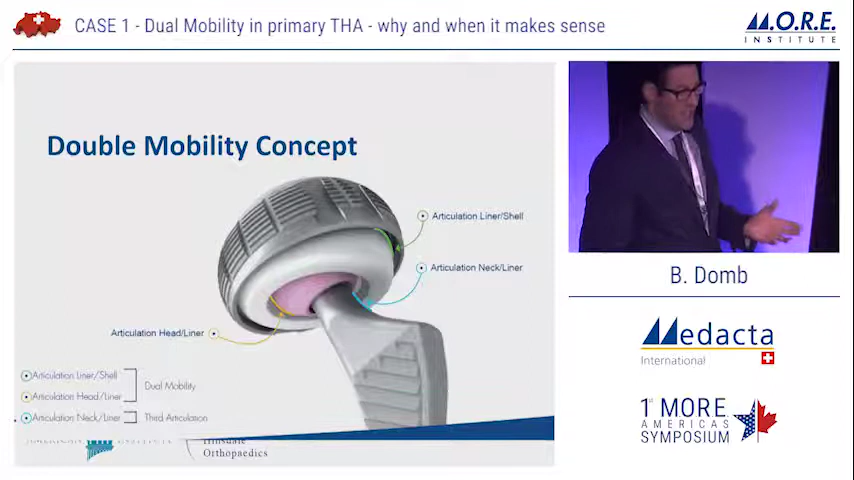 CASE 1 - Dual Mobility in primary THA - why and when it makes sense
M.O.R.E.
INSTITUTE
Double Mobility Concept
Articulation Liner/Shell
Articulation Neck/Liner
Articulation Head/Liner
Articulation Liner/Shell
Dual Mobility
Articulation Head/Liner
Articulation Neck/Liner
Third Articulation
Hinsdale
Orthopaedics
B. Domb
Medacta
International
1st MORE
AMERICAS
SYMPOSIUM